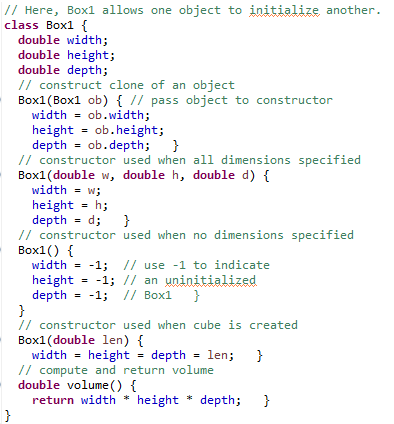 // Here, Box1 allows one object to initialize another.
class Box1 {
  double width;
  double height;
  double depth;
  // construct clone of an object
  Box1(Box1 ob) { // pass object to constructor
    width = ob.width;
    height = ob.height;
    depth = ob.depth;   }
  // constructor used when all dimensions specified
  Box1(double w, double h, double d) {
    width = w;
    height = h;
    depth = d;   }
  // constructor used when no dimensions specified
  Box1() {
    width = -1;  // use -1 to indicate
    height = -1; // an uninitialized
    depth = -1;  // Box1   }
  }
  // constructor used when cube is created
  Box1(double len) {
    width = height = depth = len;   }
  // compute and return volume
  double volume() {
    return width * height * depth;   }
}